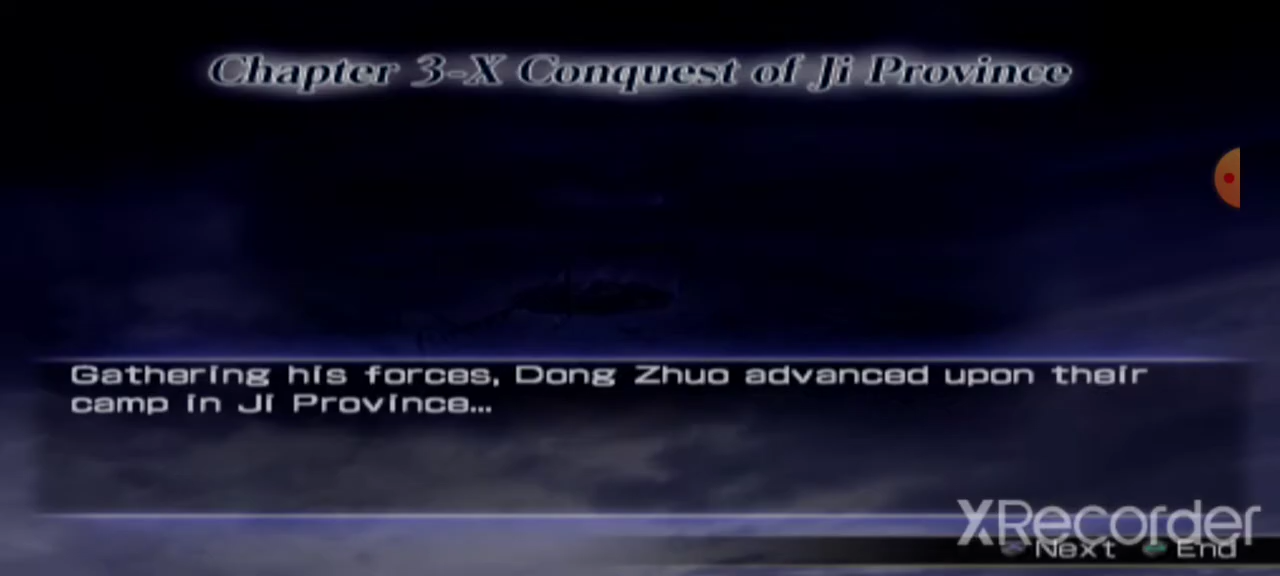 Chapter 3-X Conquest of Ji Province
Gathering his forces, Dong Zhuo advanced upon their
camp in Ji Province...
XRecorder
Next End